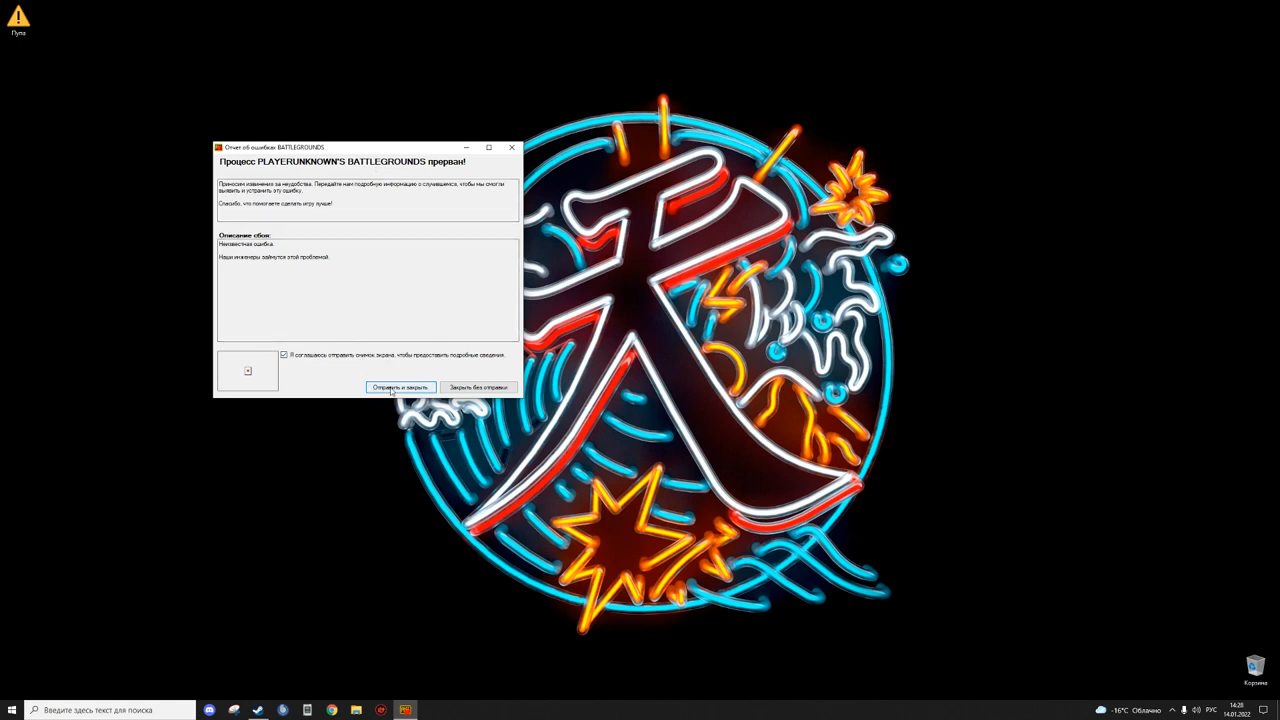 Пупа
Отчет об ошибках BATTLEGROUNDS
Процесс PLAYERUNKNOWN'S BATTLEGROUNDS прерван!
Приносим извинения за неудобства. Передайте нам подробную информацию о случившемся, чтобы мы смогли
выявить и устранить эту ошибку.
Спасибо, что помогаете сделать игру лучше!
Описание сбоя:
Неизвестная ошибка.
Наши инженеры займутся этой проблемой.
Я соглашаюсь отправить снимок экрана, чтобы предоставить подробные сведения.
Отправить и закрыть
Закрыть без отправки
Корзина
Введите здесь текст для поиска
-16°C Облачно
РУС
14:28
14.01.2022